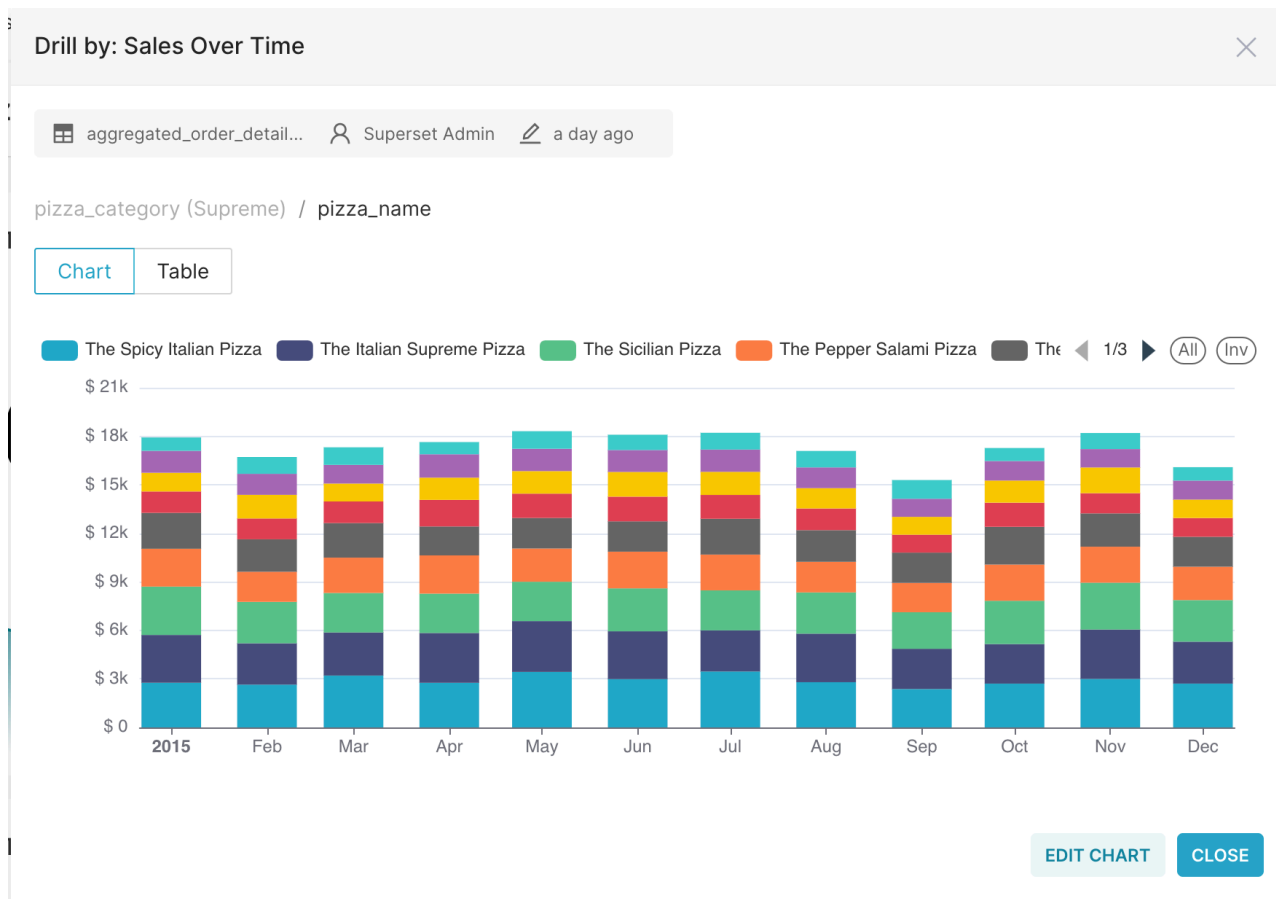 Drill by: Sales Over Time
aggregated_order_detail... Superset Admin a day ago
pizza_category (Supreme) / pizza_name
Chart Table
The Spicy Italian Pizza The Italian Supreme Pizza The Sicilian Pizza The Pepper Salami Pizza The 1/3 All Inv
$ 21k
$ 18k
$ 15k
$ 12k
$ 9k
$ 6k
$ 3k
$ 0
2015 Feb Mar Apr May Jun Jul Aug Sep Oct Nov Dec
EDIT CHART CLOSE